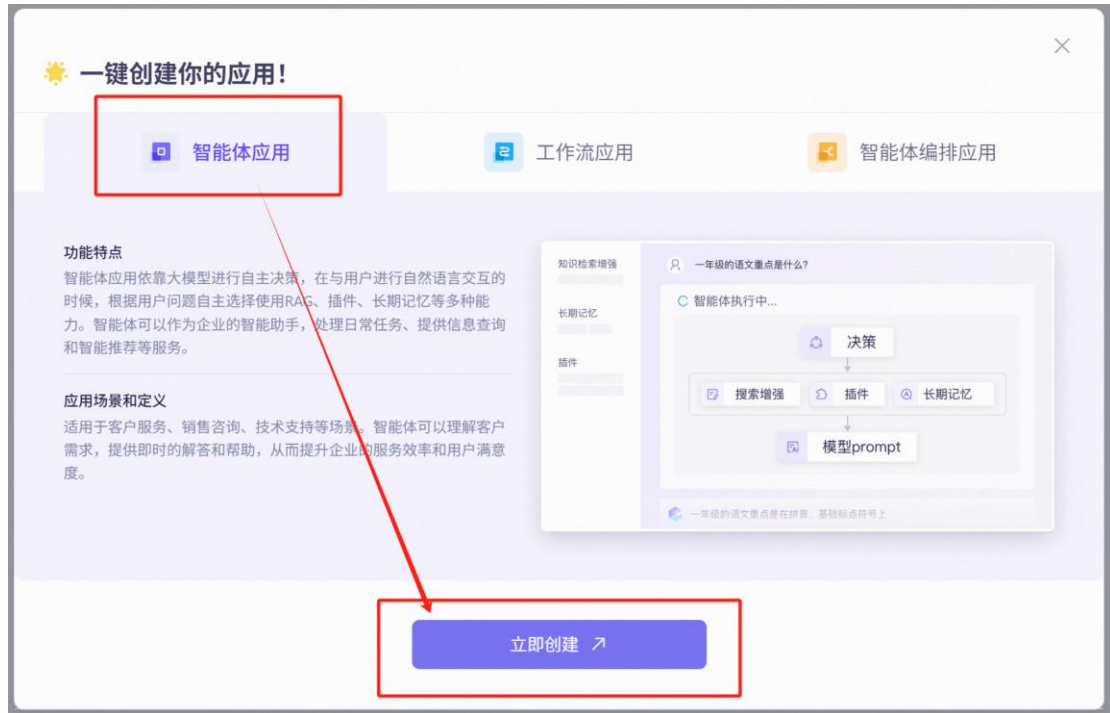 一键创建你的应用！
智能体应用
工作流应用
智能体编排应用
功能特点
智能体应用依靠大模型进行自主决策，在与用户进行自然语言交互的
时候，根据用户问题自主选择使用RAG、插件、长期记忆等多种能
力。智能体可以作为企业的智能助手，处理日常任务、提供信息查询
和智能推荐等服务。
应用场景和定义
适用于客户服务、销售咨询、技术支持等场景。智能体可以理解客户
需求，提供即时的解答和帮助，从而提升企业的服务效率和用户满意
度。
知识检索增强
长期记忆
插件
一年级的语文重点是什么?
智能体执行中...
决策
搜索增强
插件
长期记忆
模型prompt
一年级的语文重点是在拼音、基础标点符号上
立即创建